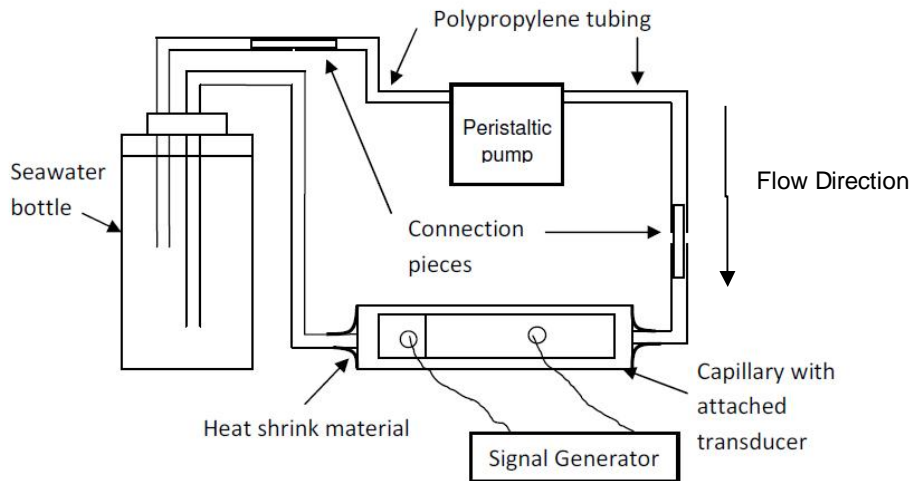 Polypropylene tubing
Peristaltic
pump
Seawater
bottle
Flow Direction
Connection
pieces
Capillary with
attached
transducer
Heat shrink material
Signal Generator